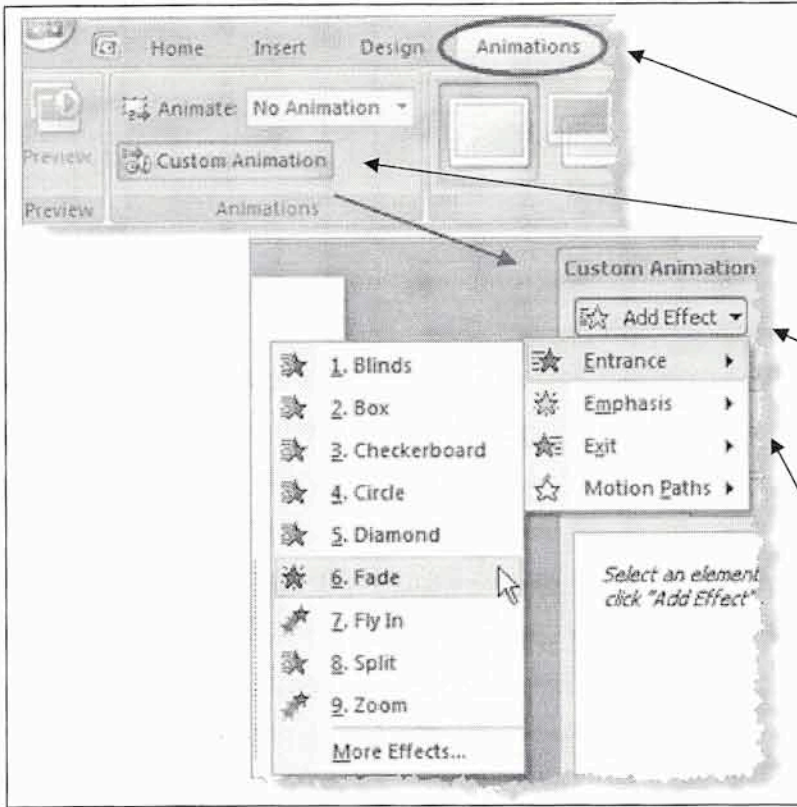 Home Insert Design Animations
Animate: No Animation
Custom Animation
Preview
Preview Animations
Custom Animation
Add Effect
1. Blinds
2. Box
3. Checkerboard
4. Circle
5. Diamond
6. Fade
7. Fly In
8. Split
9. Zoom
More Effects...
Entrance
Emphasis
Exit
Motion Paths
Select an element
click "Add Effect"